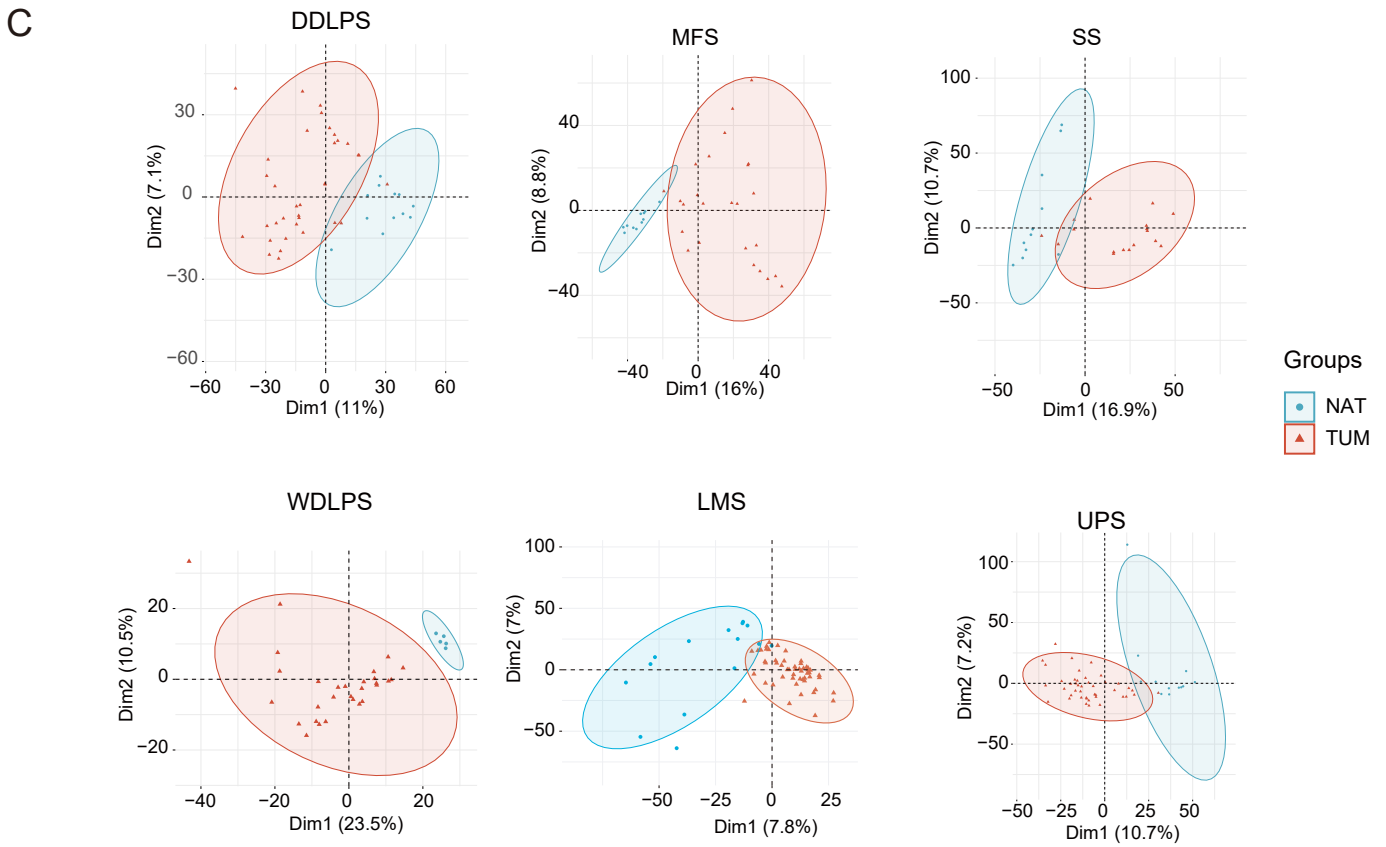 C
DDLPS
30
0
−30
−60
−60 −30 0 30 60
Dim1 (11%)
Dim2 (7.1%)
MFS
40
0
−40
−40 0 40
Dim1 (16%)
Dim2 (8.8%)
SS
100
50
0
−50
−50 0 50
Dim1 (16.9%)
Dim2 (10.7%)
Groups
NAT
TUM
WDLPS
20
0
−20
−40 −20 0 20
Dim1 (23.5%)
Dim2 (10.5%)
LMS
100
50
0
−50
−50 −25 0 25
Dim1 (7.8%)
Dim2 (7%)
UPS
100
50
0
−50
−50 −25 0 25 50
Dim1 (10.7%)
Dim2 (7.2%)